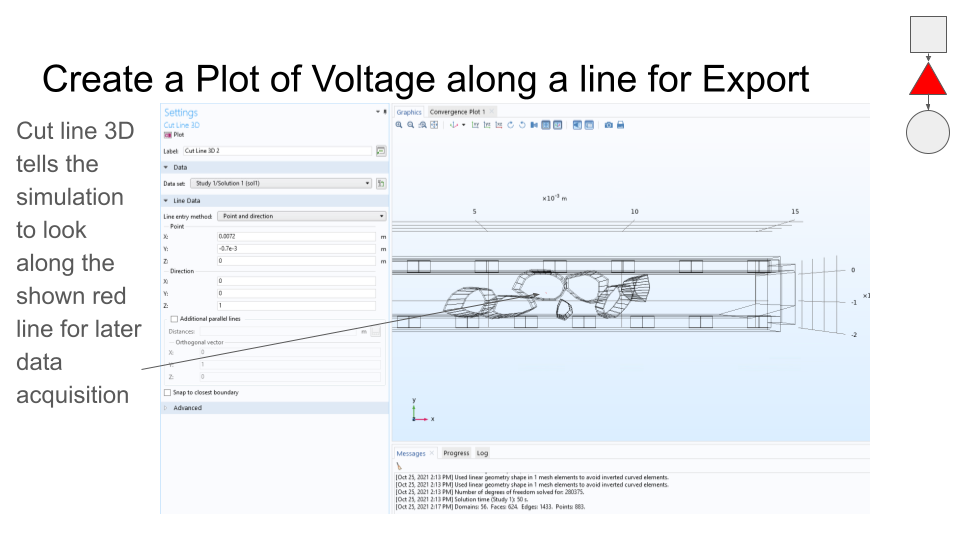 Create a Plot of Voltage along a line for Export
Cut line 3D
tells the
simulation
to look
along the
shown red
line for later
data
acquisition
Settings
Cut Line 3D
Plot
Label: Cut Line 3D 2
Data
Data set: Study 1/Solution 1 (sol1)
Line Data
Line entry method: Point and direction
Point
X: 0.0072 m
Y: -0.7e-3 m
Z: 0 m
Direction
X: 0
Y: 0
Z: 1
Additional parallel lines
Distances: m
Orthogonal vector
X: 0
Y: 1
Z: 0
Snap to closest boundary
Advanced
Graphics Convergence Plot 1
×10⁻³ m
5 10 15
0
-1 ×1
-2
y
x
Messages Progress Log
[Oct 25, 2021 2:13 PM] Used linear geometry shape in 1 mesh elements to avoid inverted curved elements.
[Oct 25, 2021 2:13 PM] Used linear geometry shape in 1 mesh elements to avoid inverted curved elements.
[Oct 25, 2021 2:13 PM] Number of degrees of freedom solved for: 280375.
[Oct 25, 2021 2:13 PM] Solution time (Study 1): 50 s.
[Oct 25, 2021 2:17 PM] Domains: 56. Faces: 624. Edges: 1433. Points: 883.